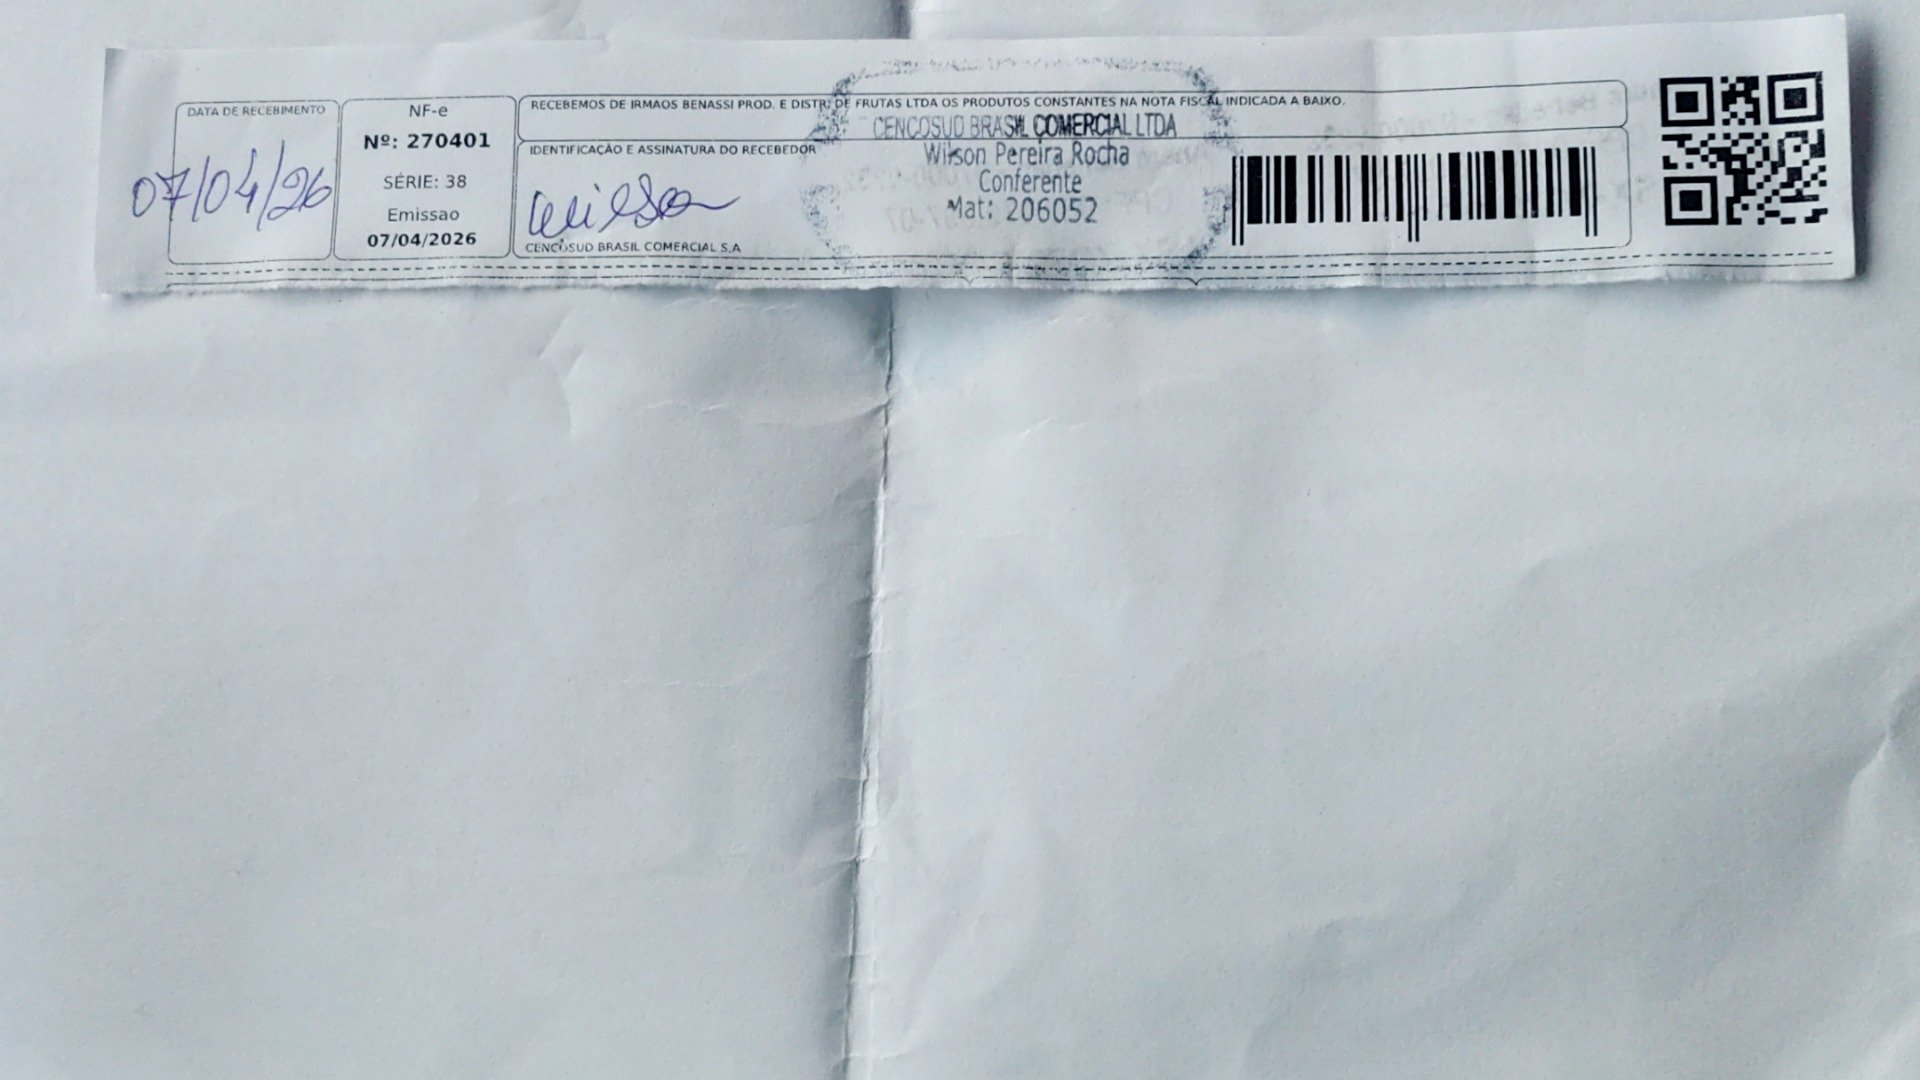 DATA DE RECEBIMENTO
07/04/26
NF-e
Nº: 270401
SÉRIE: 38
Emissao
07/04/2026
RECEBEMOS DE IRMAOS BENASSI PROD. E DISTR. DE FRUTAS LTDA OS PRODUTOS CONSTANTES NA NOTA FISCAL INDICADA A BAIXO.
IDENTIFICAÇÃO E ASSINATURA DO RECEBEDOR
Wilson
CENCOSUD BRASIL COMERCIAL S.A
CENCOSUD BRASIL COMERCIAL LTDA
Wilson Pereira Rocha
Conferente
Mat: 206052